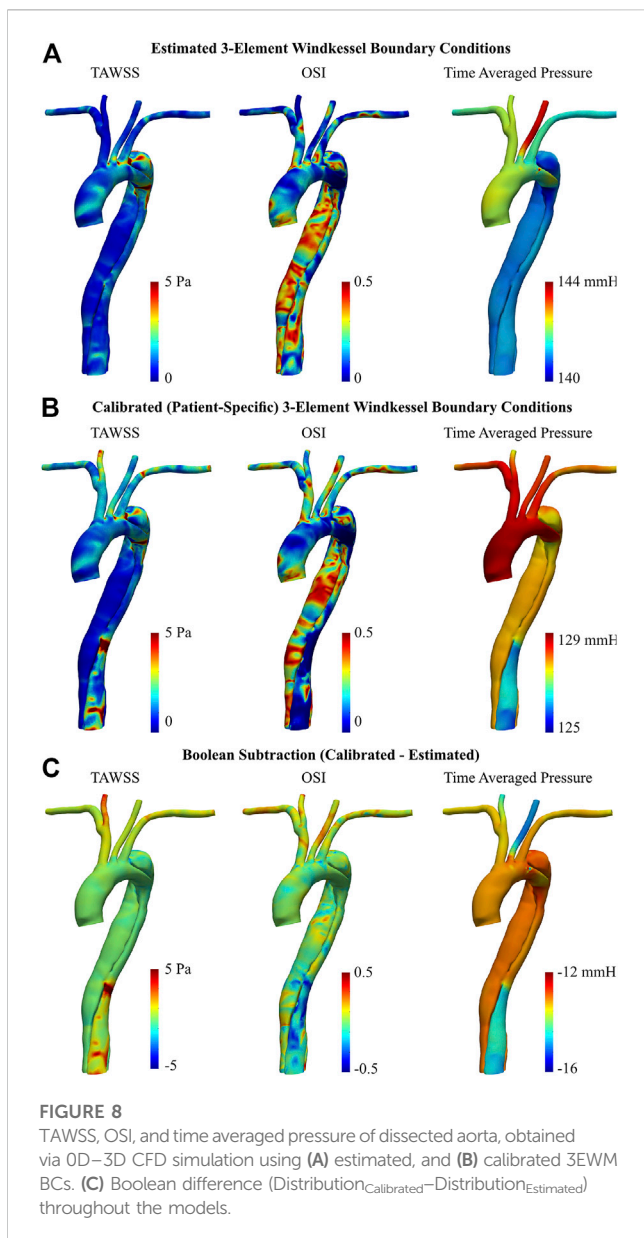 A
Estimated 3-Element Windkessel Boundary Conditions
TAWSS OSI Time Averaged Pressure
5 Pa 0.5 144 mmH
0 0 140
B
Calibrated (Patient-Specific) 3-Element Windkessel Boundary Conditions
TAWSS OSI Time Averaged Pressure
5 Pa 0.5 129 mmH
0 0 125
C
Boolean Subtraction (Calibrated - Estimated)
TAWSS OSI Time Averaged Pressure
5 Pa 0.5 -12 mmH
-5 -0.5 -16
FIGURE 8
TAWSS, OSI, and time averaged pressure of dissected aorta, obtained
via 0D–3D CFD simulation using (A) estimated, and (B) calibrated 3EWM
BCs. (C) Boolean difference (Distribution_Calibrated–Distribution_Estimated)
throughout the models.